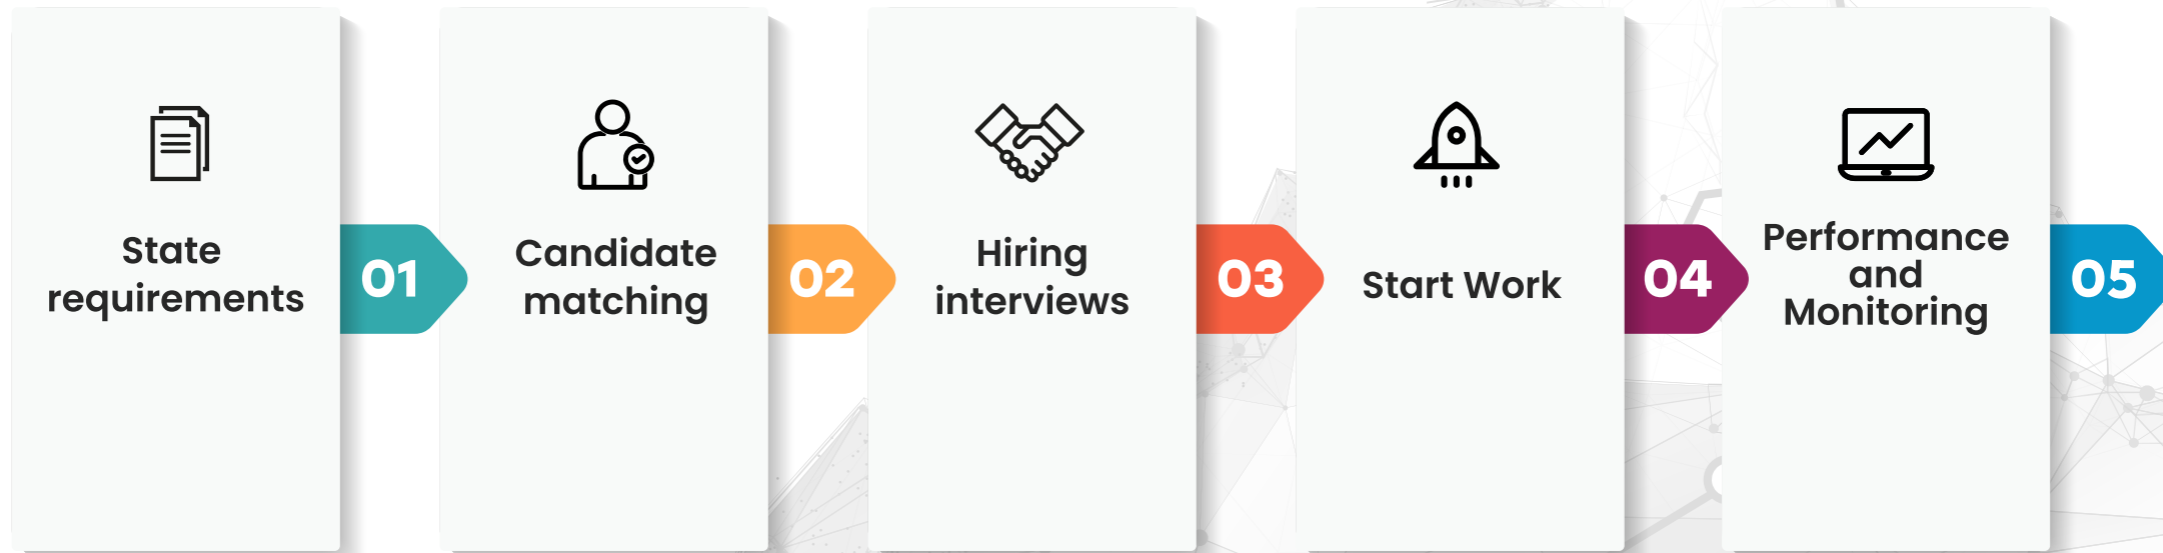 State
requirements
01
Candidate
matching
02
Hiring
interviews
03
Start Work
04
Performance
and
Monitoring
05